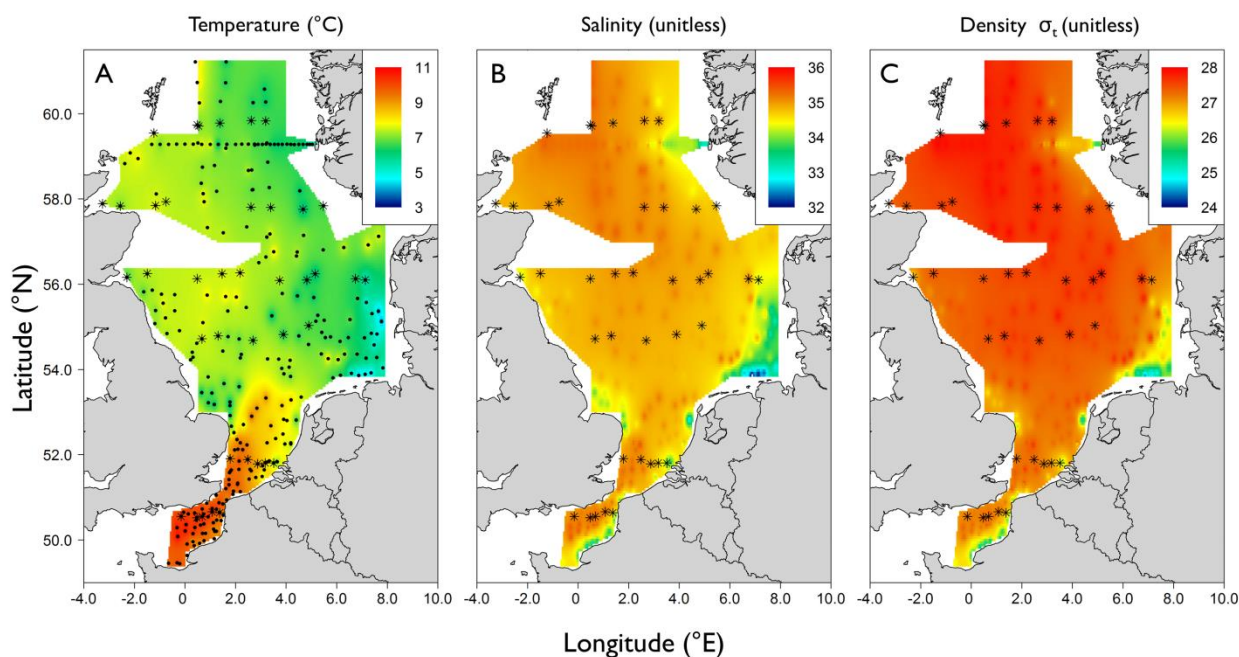 Temperature (°C) Salinity (unitless) Density σt (unitless)
A 11 B 36 C 28
9 35 27
7 34 26
5 33 25
3 32 24
60.0
58.0
56.0
54.0
52.0
50.0
Latitude (°N)
-4.0 -2.0 0 2.0 4.0 6.0 8.0 10.0 -4.0 -2.0 0 2.0 4.0 6.0 8.0 10.0 -4.0 -2.0 0 2.0 4.0 6.0 8.0 10.0
Longitude (°E)